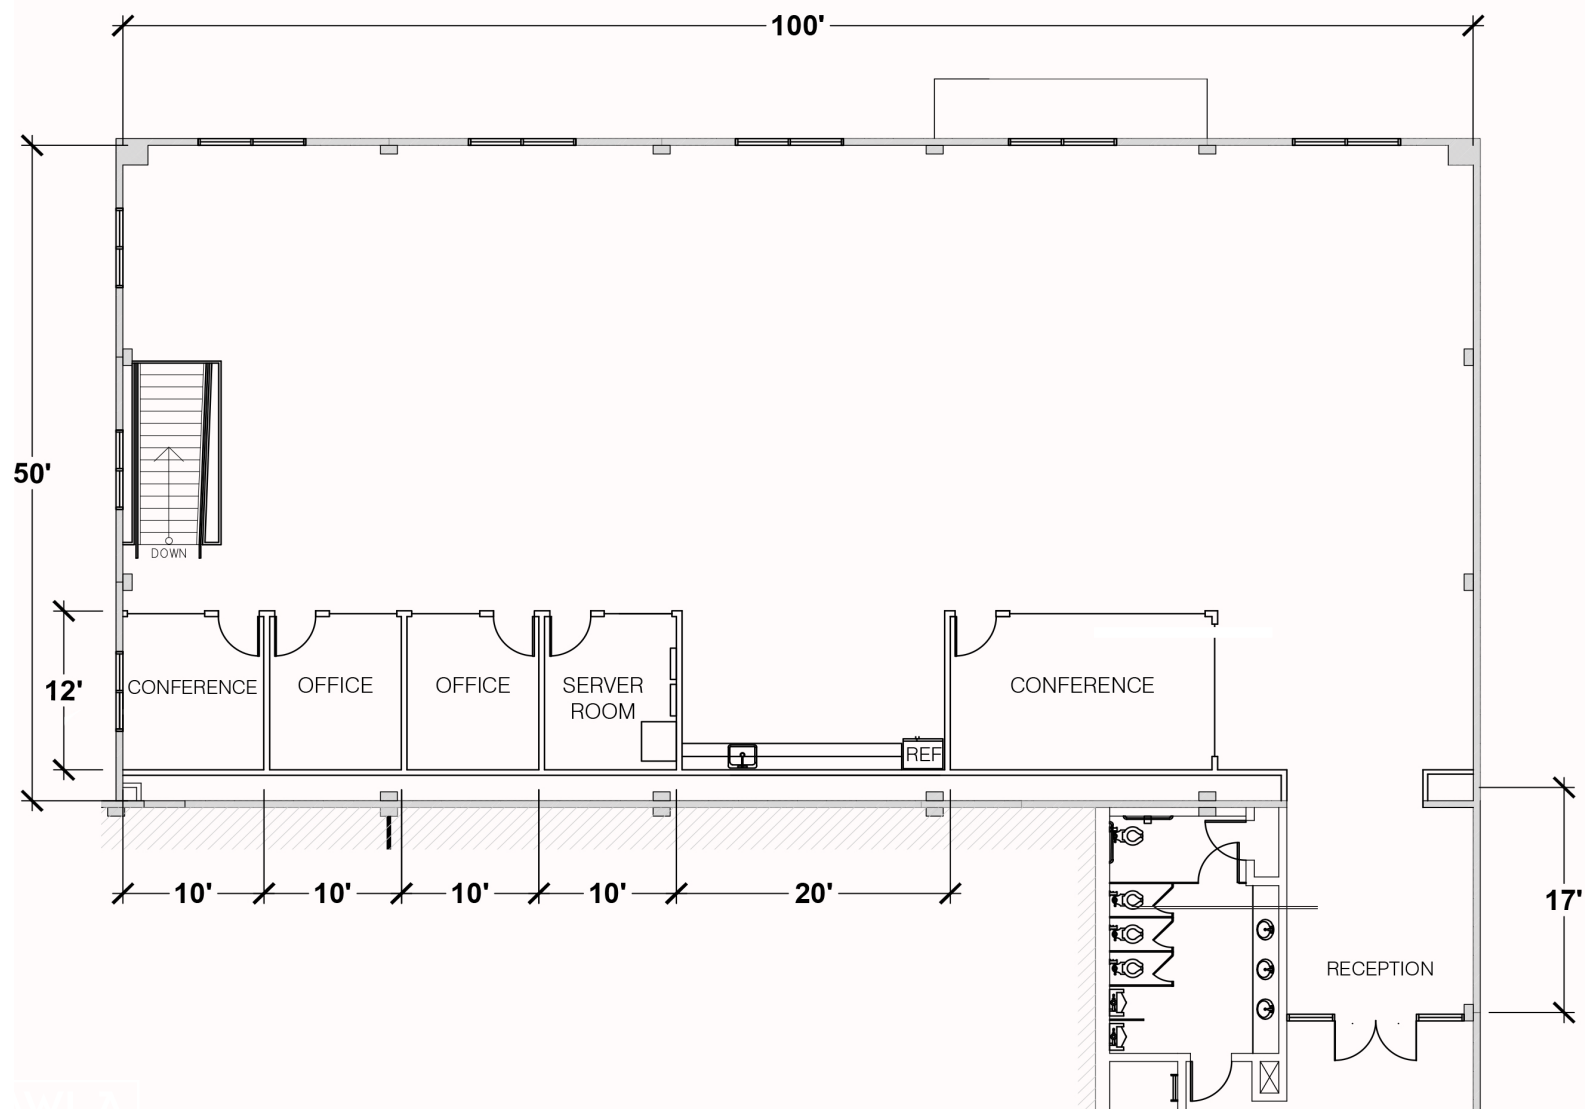 100'
50'
DOWN
12'
CONFERENCE
OFFICE
OFFICE
SERVER
ROOM
REF
CONFERENCE
10'
10'
10'
10'
20'
17'
RECEPTION